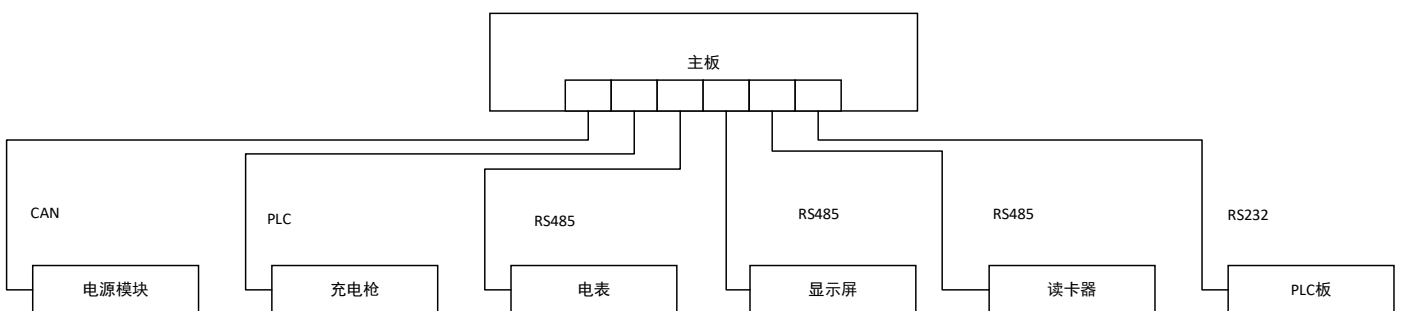 主板
CAN
PLC
RS485
RS485
RS485
RS232
电源模块
充电枪
电表
显示屏
读卡器
PLC板